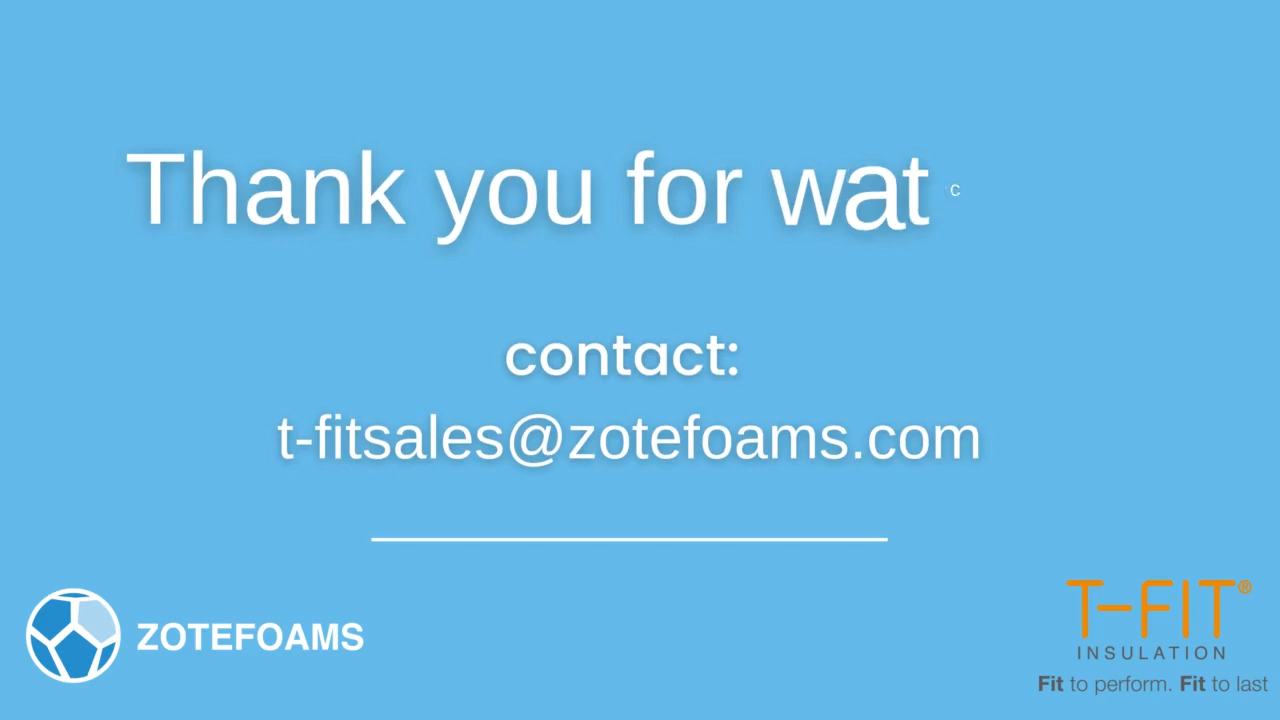 Thank you for wat c
contact:
t-fitsales@zotefoams.com
ZOTEFOAMS
T-FIT®
INSULATION
Fit to perform. Fit to last